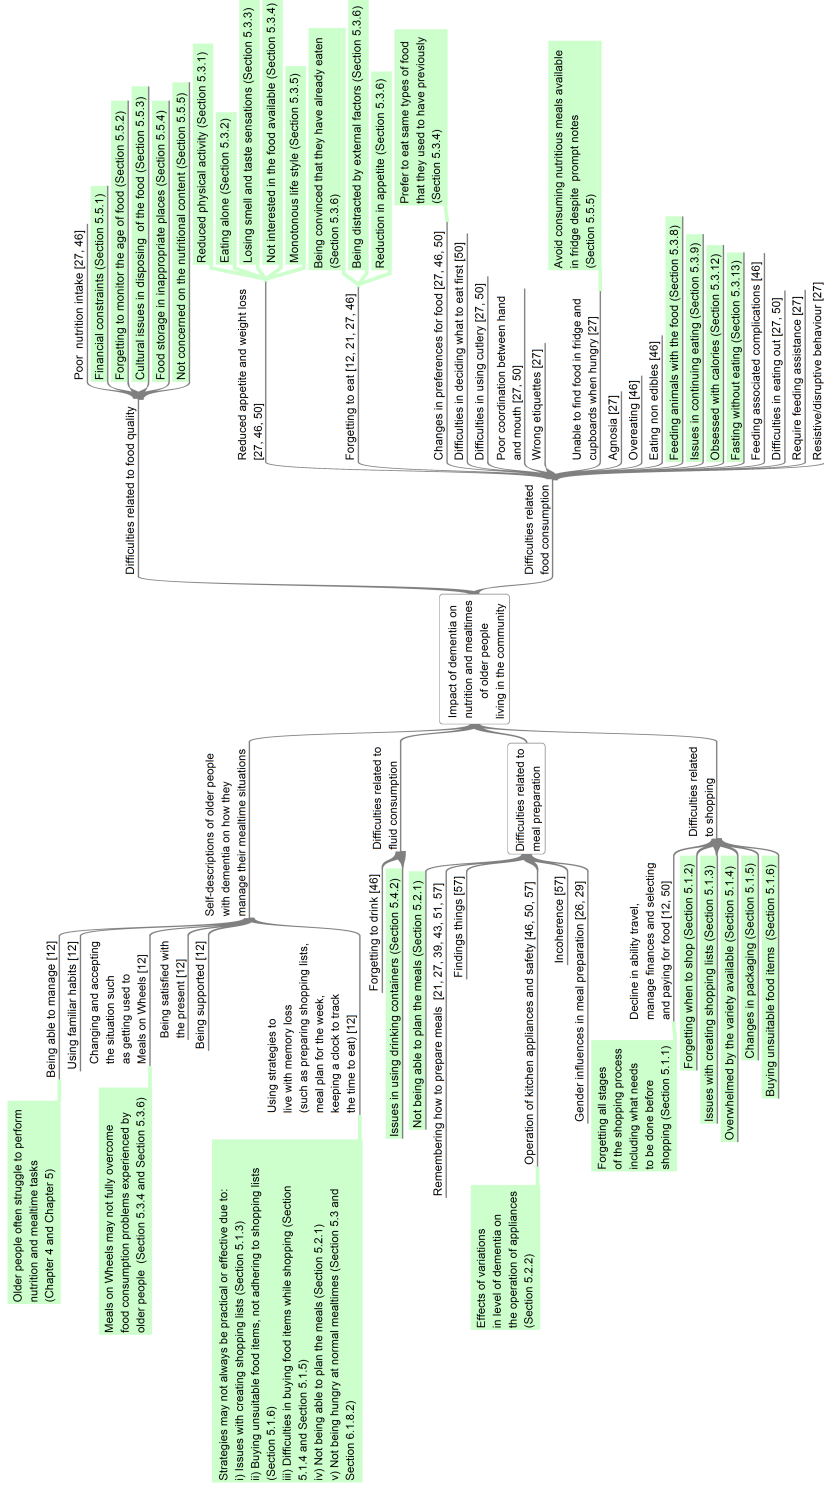 Impact of dementia on
nutrition and mealtimes
of older people
living in the community
Self-descriptions of older people
with dementia on how they
manage their mealtime situations
Being able to manage [12]
Older people often struggle to perform
nutrition and mealtime tasks
(Chapter 4 and Chapter 5)
Using familiar habits [12]
Changing and accepting
the situation such
as getting used to
Meals on Wheels [12]
Meals on Wheels may not fully overcome
food consumption problems experienced by
older people  (Section 5.3.4 and Section 5.3.6)
Being satisfied with
the present [12]
Being supported [12]
Using strategies to
live with memory loss
(such as preparing shopping lists,
meal plan for the week,
keeping a clock to track
the time to eat) [12]
Strategies may not always be practical or effective due to:
i) Issues with creating shopping lists (Section 5.1.3)
ii) Buying unsuitable food items, not adhering to shopping lists
(Section 5.1.6)
iii) Difficulties in buying food items while shopping (Section
5.1.4 and Section 5.1.5)
iv) Not being able to plan the meals (Section 5.2.1)
v) Not being hungry at normal mealtimes (Section 5.3 and
Section 6.1.8.2)
Difficulties related to
fluid consumption
Forgetting to drink [46]
Issues in using drinking containers (Section 5.4.2)
Difficulties related to
meal preparation
Not being able to plan the meals (Section 5.2.1)
Remembering how to prepare meals  [21, 27, 39, 43, 51, 57]
Findings things [57]
Operation of kitchen appliances and safety [46, 50, 57]
Effects of variations
in level of dementia on
the operation of appliances
(Section 5.2.2)
Incoherence [57]
Gender influences in meal preparation [26, 29]
Difficulties related
to shopping
Decline in ability travel,
manage finances and selecting
and paying for food [12, 50]
Forgetting all stages
of the shopping process
including what needs
to be done before
shopping (Section 5.1.1)
Forgetting when to shop (Section 5.1.2)
Issues with creating shopping lists (Section 5.1.3)
Overwhelmed by the variety available (Section 5.1.4)
Changes in packaging (Section 5.1.5)
Buying unsuitable food items  (Section 5.1.6)
Difficulties related to food quality
Poor  nutrition intake [27, 46]
Financial constraints (Section 5.5.1)
Forgetting to monitor the age of food (Section 5.5.2)
Cultural issues in disposing  of the food (Section 5.5.3)
Food storage in inappropriate places (Section 5.5.4)
Not concerned on the nutritional content (Section 5.5.5)
Difficulties related
food consumption
Reduced appetite and weight loss
[27, 46, 50]
Reduced physical activity (Section 5.3.1)
Eating alone (Section 5.3.2)
Losing smell and taste sensations (Section 5.3.3)
Not interested in the food available (Section 5.3.4)
Monotonous life style (Section 5.3.5)
Forgetting to eat [12, 21, 27, 46]
Being convinced that they have already eaten
(Section 5.3.6)
Being distracted by external factors (Section 5.3.6)
Reduction in appetite (Section 5.3.6)
Changes in preferences for food [27, 46, 50]
Prefer to eat same types of food
that they used to have previously
(Section 5.3.4)
Difficulties in deciding what to eat first [50]
Difficulties in using cutlery [27, 50]
Poor coordination between hand
and mouth [27, 50]
Wrong etiquettes [27]
Unable to find food in fridge and
cupboards when hungry [27]
Avoid consuming nutritious meals available
in fridge despite  prompt notes
(Section 5.5.5)
Agnosia [27]
Overeating [46]
Eating non edibles [46]
Feeding animals with the food (Section 5.3.8)
Issues in continuing eating (Section 5.3.9)
Obsessed with calories (Section 5.3.12)
Fasting without eating (Section 5.3.13)
Feeding associated complications [46]
Difficulties in eating out [27, 50]
Require feeding assistance [27]
Resistive/disruptive behaviour [27]